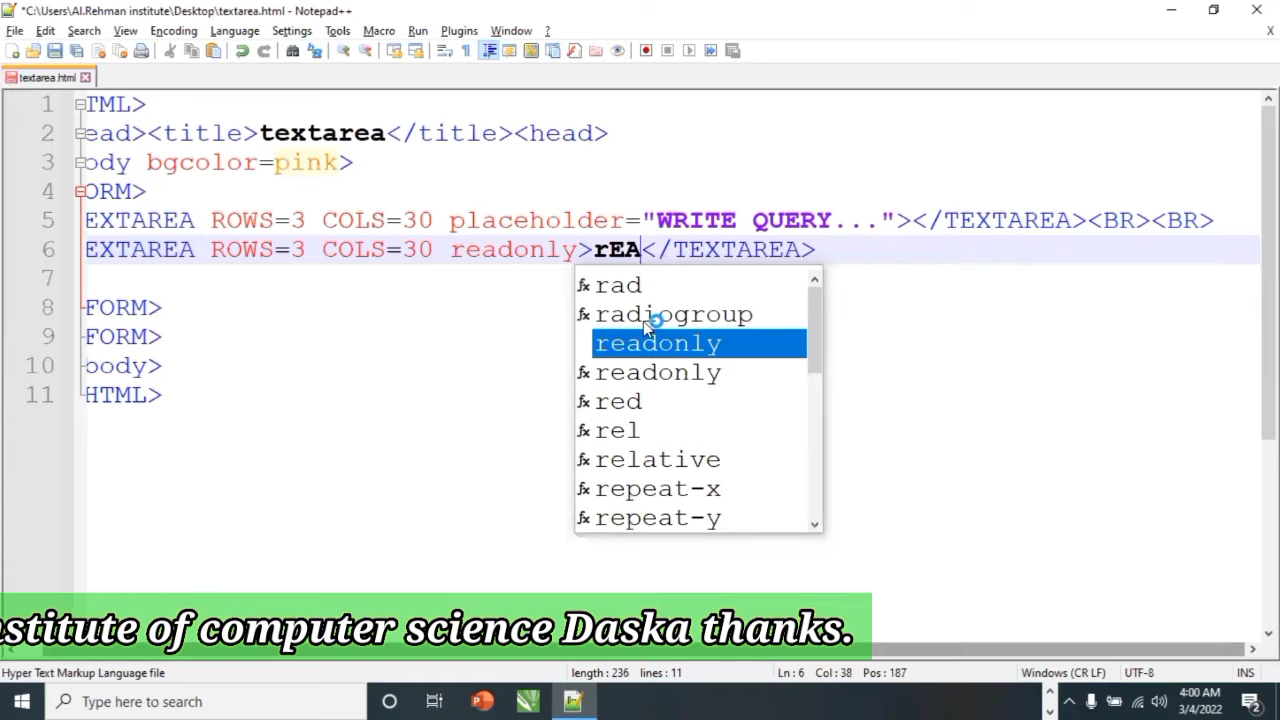 *C:\Users\Al.Rehman institute\Desktop\textarea.html - Notepad++
File Edit Search View Encoding Language Settings Tools Macro Run Plugins Window ? X
textarea.html
1 TML>
2 ead><title>textarea</title><head>
3 ody bgcolor=pink>
4 ORM>
5 EXTAREA ROWS=3 COLS=30 placeholder="WRITE QUERY..."></TEXTAREA><BR><BR>
6 EXTAREA ROWS=3 COLS=30 readonly>rEA</TEXTAREA>
7
8 FORM>
9 FORM>
10 body>
11 HTML>
rad
radiogroup
readonly
readonly
red
rel
relative
repeat-x
repeat-y
nstitute of computer science Daska thanks.
Hyper Text Markup Language file length : 236 lines : 11 Ln : 6 Col : 38 Pos : 187 Windows (CR LF) UTF-8 INS
Type here to search
4:00 AM
3/4/2022
2